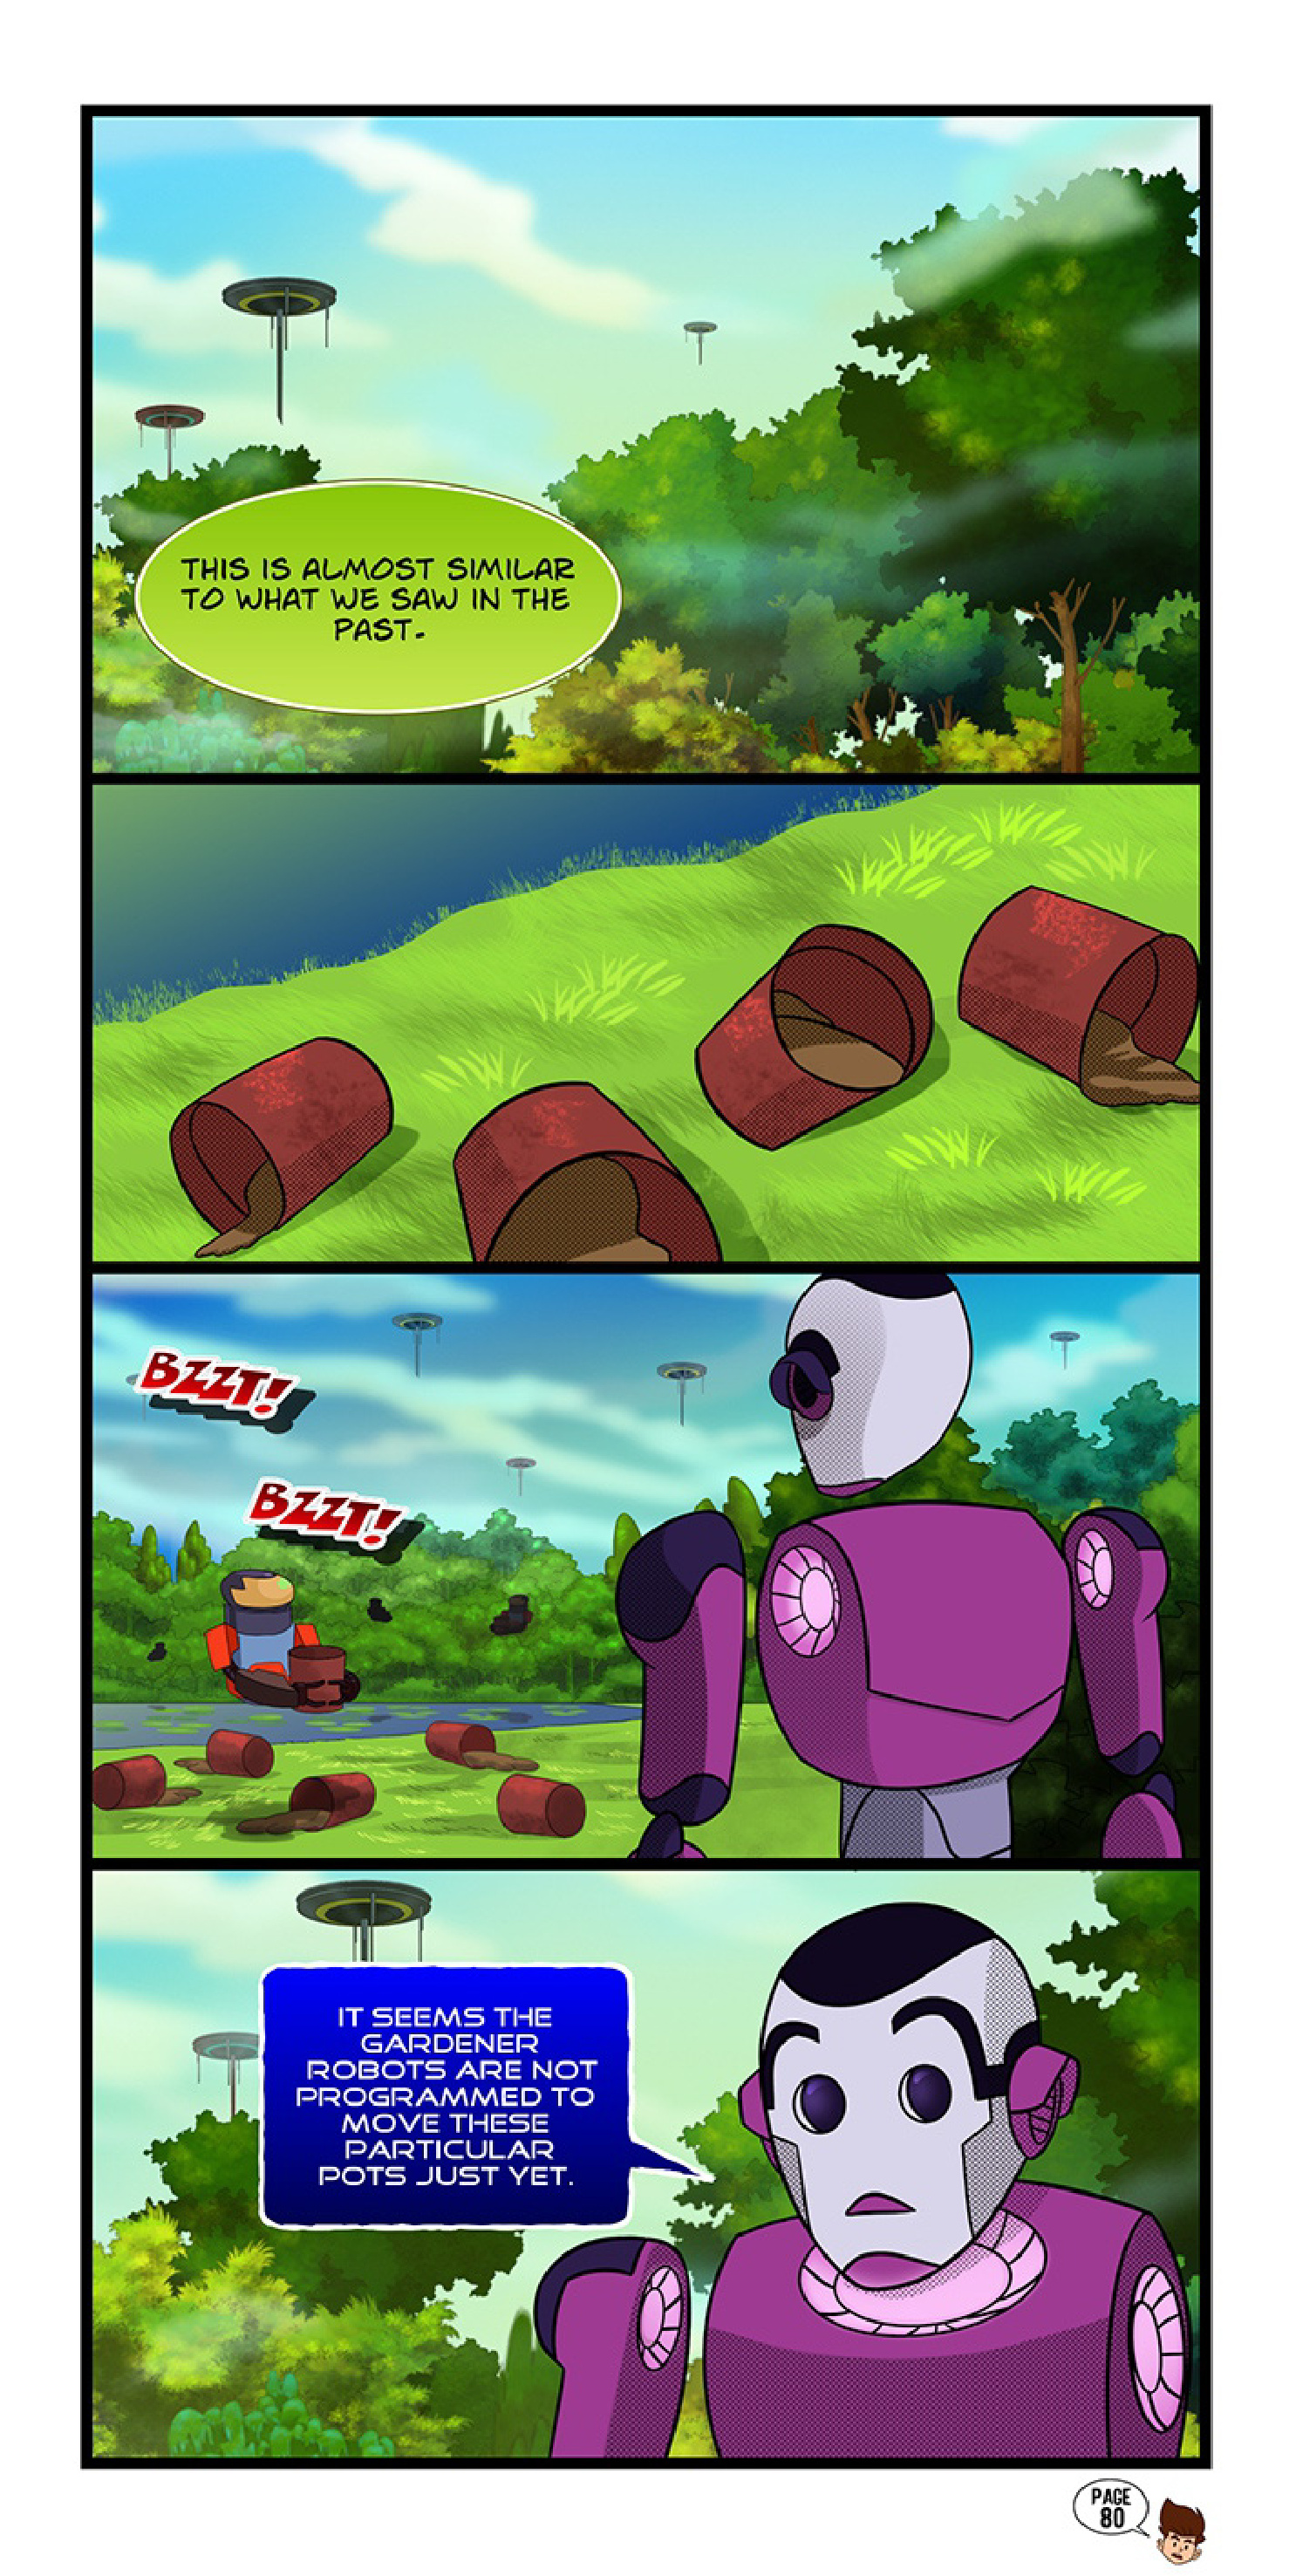 THIS IS ALMOST SIMILAR
TO WHAT WE SAW IN THE
PAST.
BZZT!
BZZT!
IT SEEMS THE
GARDENER
ROBOTS ARE NOT
PROGRAMMED TO
MOVE THESE
PARTICULAR
POTS JUST YET.
PAGE
80